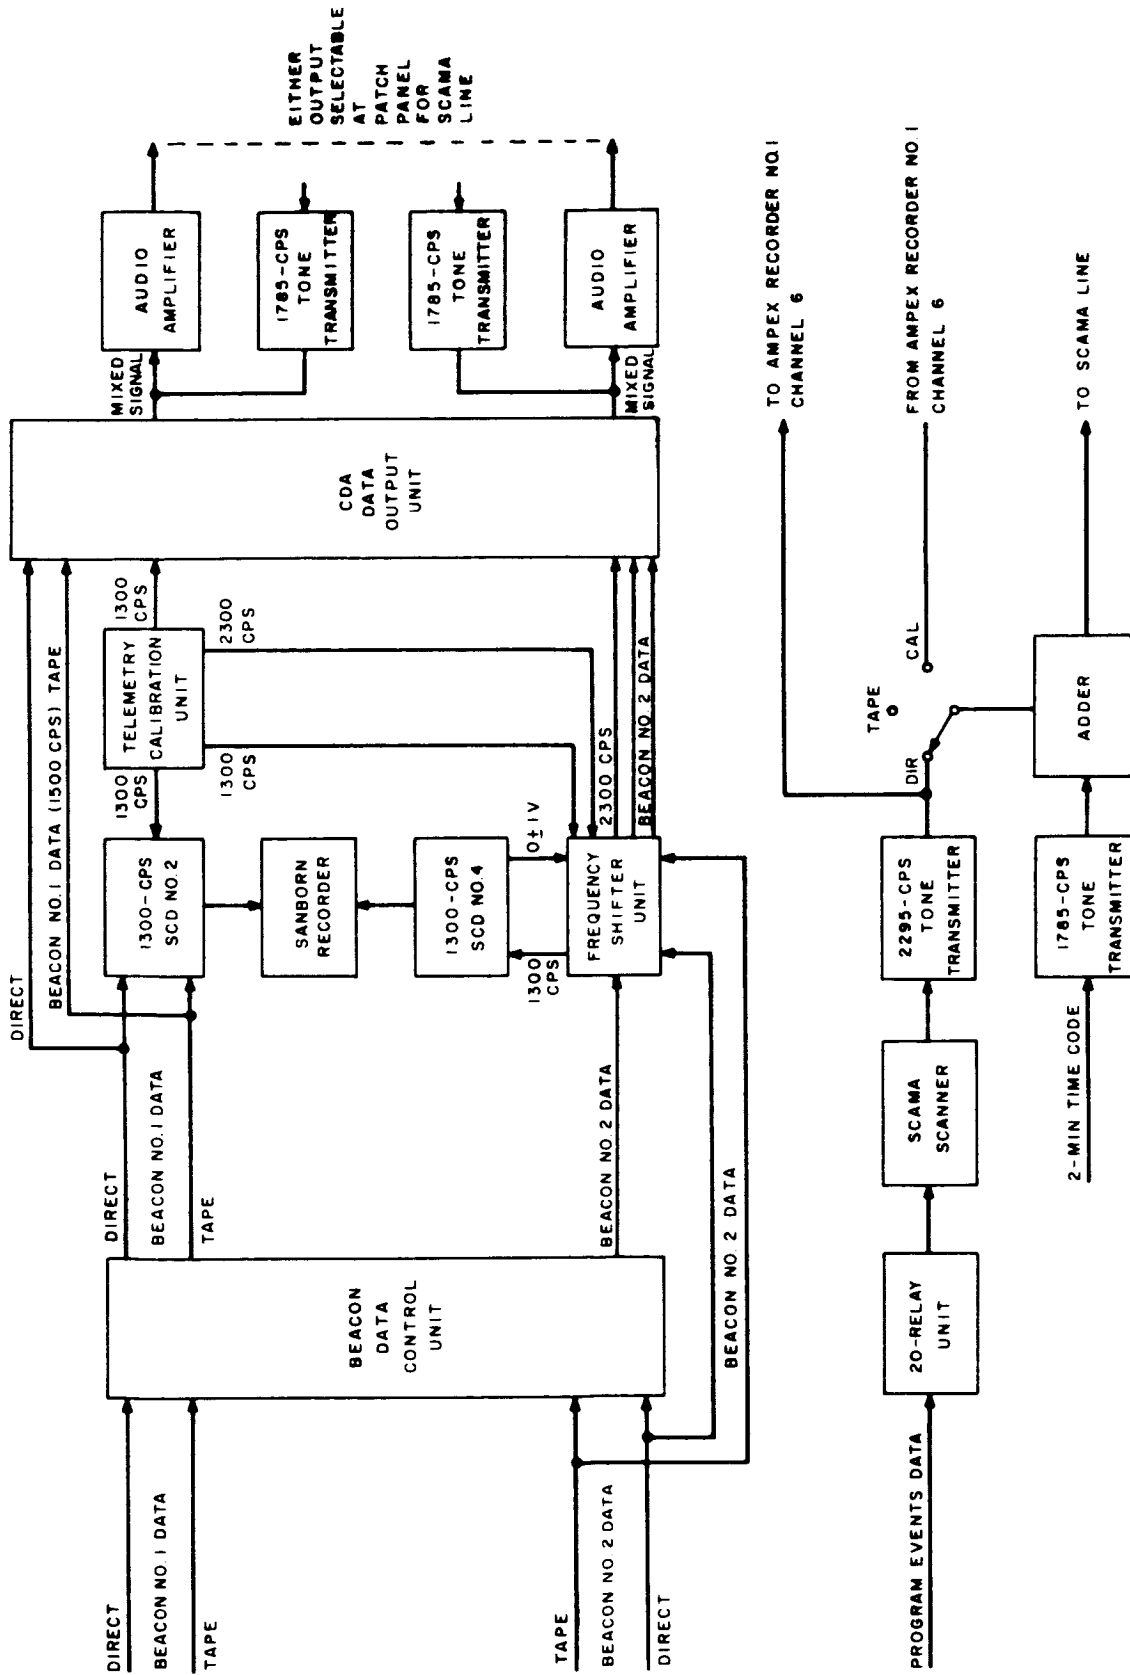 DIRECT
BEACON NO. 1 DATA
TAPE
TAPE
BEACON NO 2 DATA
DIRECT
BEACON
DATA
CONTROL
UNIT
DIRECT
BEACON NO. 1 DATA
TAPE
BEACON NO. 2 DATA
BEACON NO. 2 DATA
DIRECT
BEACON NO. 1 DATA (1500 CPS) TAPE
1300-CPS
SCD NO. 2
SANBORN
RECORDER
1300-CPS
SCD NO. 4
1300
CPS
0±1V
FREQUENCY
SHIFTER
UNIT
1300
CPS
TELEMETRY
CALIBRATION
UNIT
1300
CPS
1300
CPS
2300
CPS
2300 CPS
BEACON NO. 2 DATA
CDA
DATA
OUTPUT
UNIT
MIXED
SIGNAL
AUDIO
AMPLIFIER
1785-CPS
TONE
TRANSMITTER
1785-CPS
TONE
TRANSMITTER
MIXED
SIGNAL
AUDIO
AMPLIFIER
EITHER
OUTPUT
SELECTABLE
AT
PATCH
PANEL
FOR
SCAMA
LINE
PROGRAM EVENTS DATA
20-RELAY
UNIT
SCAMA
SCANNER
2295-CPS
TONE
TRANSMITTER
DIR
TAPE
CAL
TO AMPEX RECORDER NO.1
CHANNEL 6
FROM AMPEX RECORDER NO. 1
CHANNEL 6
2-MIN TIME CODE
1785-CPS
TONE
TRANSMITTER
ADDER
TO SCAMA LINE